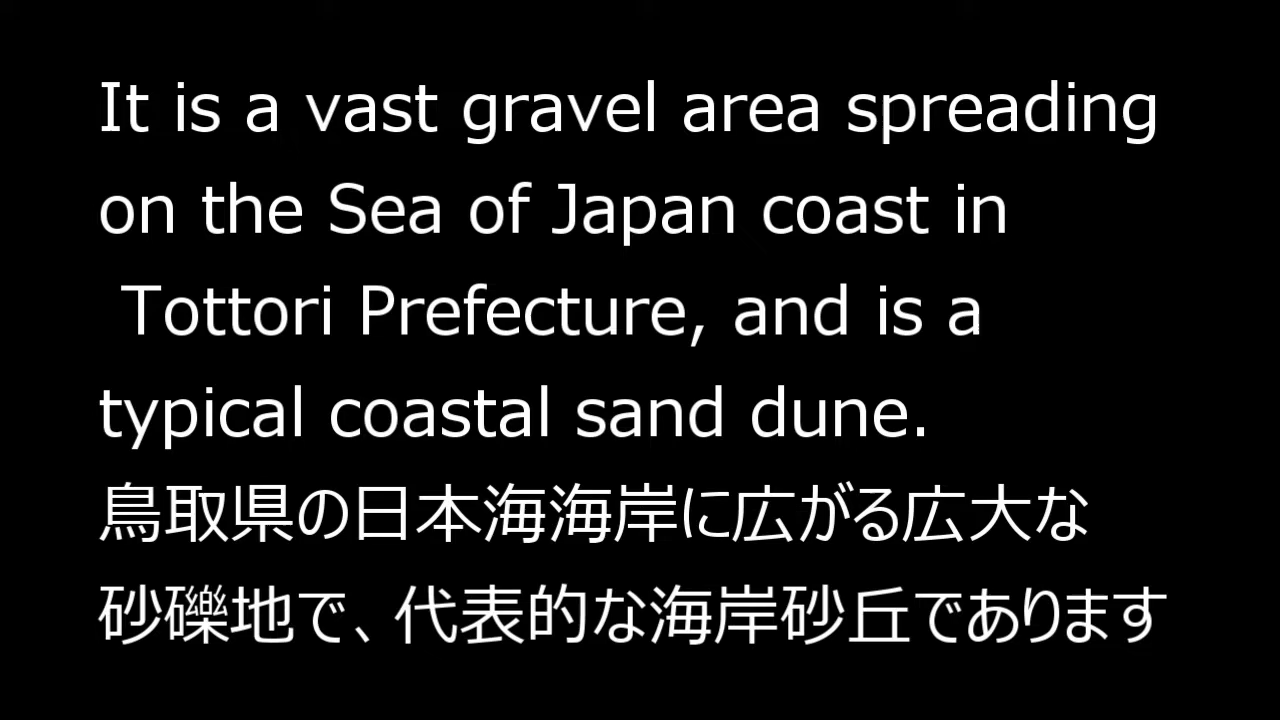 It is a vast gravel area spreading
on the Sea of Japan coast in
Tottori Prefecture, and is a
typical coastal sand dune.
鳥取県の日本海海岸に広がる広大な
砂礫地で、代表的な海岸砂丘であります